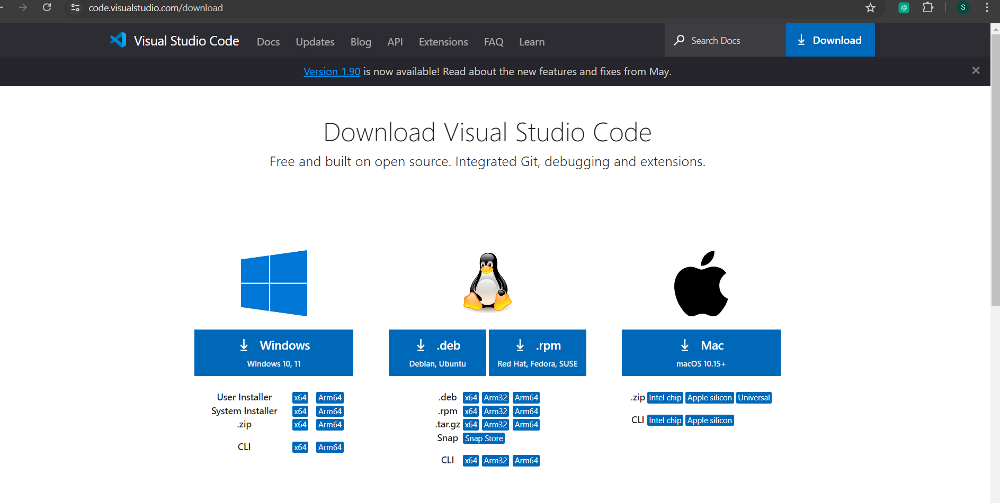 code.visualstudio.com/download
S
Visual Studio Code Docs Updates Blog API Extensions FAQ Learn Search Docs Download
Version 1.90 is now available! Read about the new features and fixes from May.
Download Visual Studio Code
Free and built on open source. Integrated Git, debugging and extensions.
Windows
Windows 10, 11
User Installer x64 Arm64
System Installer x64 Arm64
.zip x64 Arm64
CLI x64 Arm64
.deb
Debian, Ubuntu
.rpm
Red Hat, Fedora, SUSE
.deb x64 Arm32 Arm64
.rpm x64 Arm32 Arm64
.tar.gz x64 Arm32 Arm64
Snap Snap Store
CLI x64 Arm32 Arm64
Mac
macOS 10.15+
.zip Intel chip Apple silicon Universal
CLI Intel chip Apple silicon